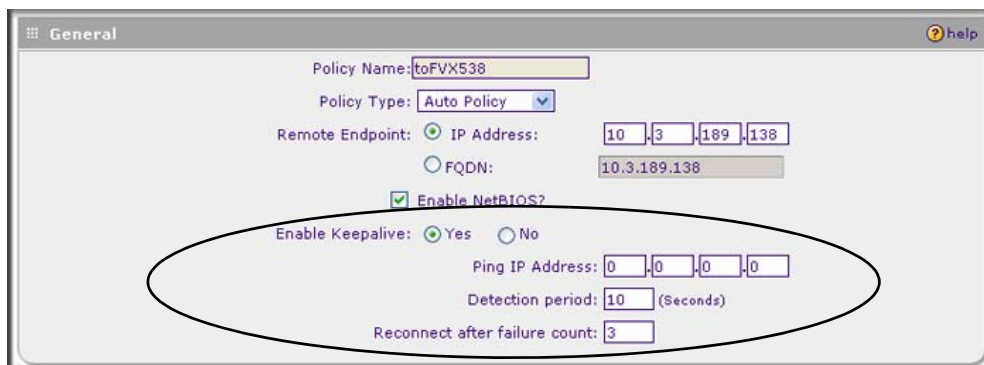 General help
Policy Name: toFVX538
Policy Type: Auto Policy
Remote Endpoint: IP Address: 10 .3 .189 .138
FQDN: 10.3.189.138
Enable NetBIOS?
Enable Keepalive: Yes No
Ping IP Address: 0 .0 .0 .0
Detection period: 10 (Seconds)
Reconnect after failure count: 3